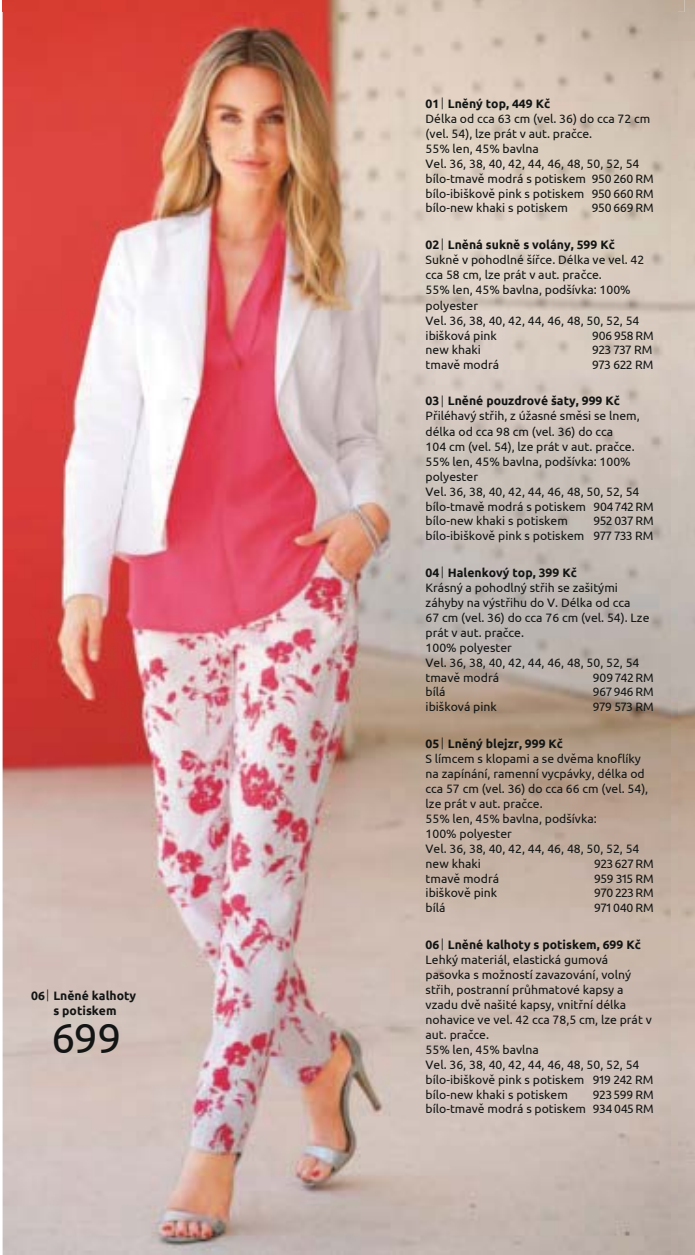 01| Lněný top, 449 Kč
Délka od cca 63 cm (vel. 36) do cca 72 cm
(vel. 54), lze prát v aut. pračce.
55% len, 45% bavlna
Vel. 36, 38, 40, 42, 44, 46, 48, 50, 52, 54
bílo-tmavě modrá s potiskem 950 260 RM
bílo-ibiškově pink s potiskem 950 660 RM
bílo-new khaki s potiskem 950 669 RM
02| Lněná sukně s volány, 599 Kč
Sukně v pohodlné šířce. Délka ve vel. 42
cca 58 cm, lze prát v aut. pračce.
55% len, 45% bavlna, podšívka: 100%
polyester
Vel. 36, 38, 40, 42, 44, 46, 48, 50, 52, 54
ibišková pink 906 958 RM
new khaki 923 737 RM
tmavě modrá 973 622 RM
03| Lněné pouzdrové šaty, 999 Kč
Přiléhavý střih, z úžasné směsi se lnem,
délka od cca 98 cm (vel. 36) do cca
104 cm (vel. 54), lze prát v aut. pračce.
55% len, 45% bavlna, podšívka: 100%
polyester
Vel. 36, 38, 40, 42, 44, 46, 48, 50, 52, 54
bílo-tmavě modrá s potiskem 904 742 RM
bílo-new khaki s potiskem 952 037 RM
bílo-ibiškově pink s potiskem 977 733 RM
04| Halenkový top, 399 Kč
Krásný a pohodlný střih se zašitými
záhyby na výstřihu do V. Délka od cca
67 cm (vel. 36) do cca 76 cm (vel. 54). Lze
prát v aut. pračce.
100% polyester
Vel. 36, 38, 40, 42, 44, 46, 48, 50, 52, 54
tmavě modrá 909 742 RM
bílá 967 946 RM
ibišková pink 979 573 RM
05| Lněný blejzr, 999 Kč
S límcem s klopami a se dvěma knoflíky
na zapínání, ramenní vycpávky, délka od
cca 57 cm (vel. 36) do cca 66 cm (vel. 54),
lze prát v aut. pračce.
55% len, 45% bavlna, podšívka:
100% polyester
Vel. 36, 38, 40, 42, 44, 46, 48, 50, 52, 54
new khaki 923 627 RM
tmavě modrá 959 315 RM
ibiškově pink 970 223 RM
bílá 971 040 RM
06| Lněné kalhoty s potiskem, 699 Kč
Lehký materiál, elastická gumová
pasovka s možností zavazování, volný
střih, postranní průhmatové kapsy a
vzadu dvě našité kapsy, vnitřní délka
nohavice ve vel. 42 cca 78,5 cm, lze prát v
aut. pračce.
55% len, 45% bavlna
Vel. 36, 38, 40, 42, 44, 46, 48, 50, 52, 54
bílo-ibiškově pink s potiskem 919 242 RM
bílo-new khaki s potiskem 923 599 RM
bílo-tmavě modrá s potiskem 934 045 RM
06| Lněné kalhoty
s potiskem
699